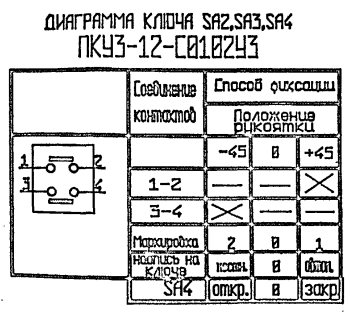 ДИАГРАММА КЛЮЧА SA2,SA3,SA4
ПКУ3-12-С0102У3
Соединение контактов
Способ фиксации
Положение рукоятки
-45 0 +45
1 2
3 4
1-2
3-4
Маркировка 2 0 1
Надпись на ключе 0
SA4 откр. 0 закр